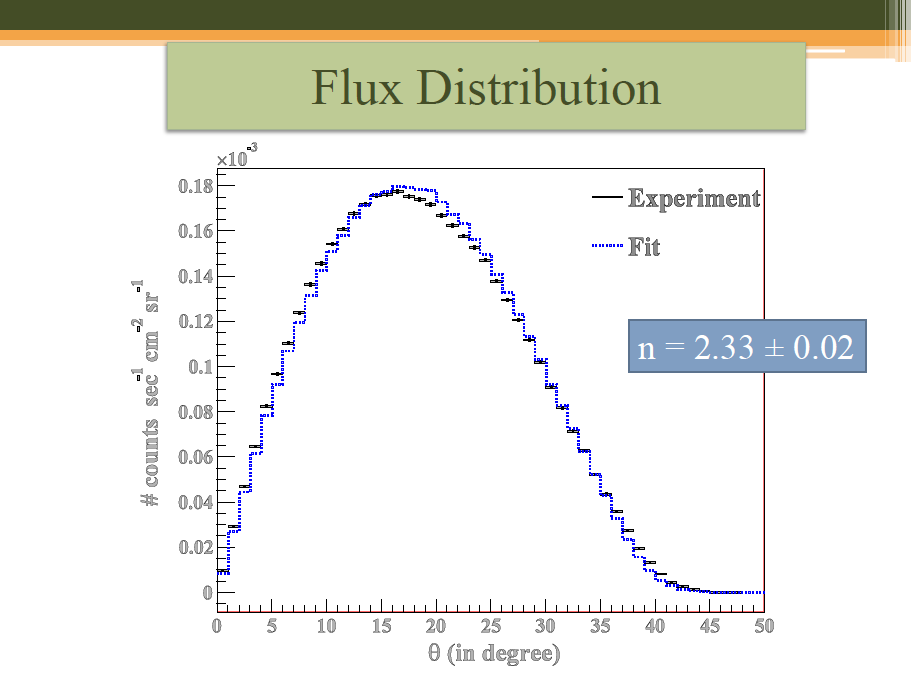 Flux Distribution
×10⁻³
0.18
0.16
0.14
0.12
0.1
0.08
0.06
0.04
0.02
0
# counts sec⁻¹ cm⁻² sr⁻¹
Experiment
Fit
n = 2.33 ± 0.02
0 5 10 15 20 25 30 35 40 45 50
θ (in degree)